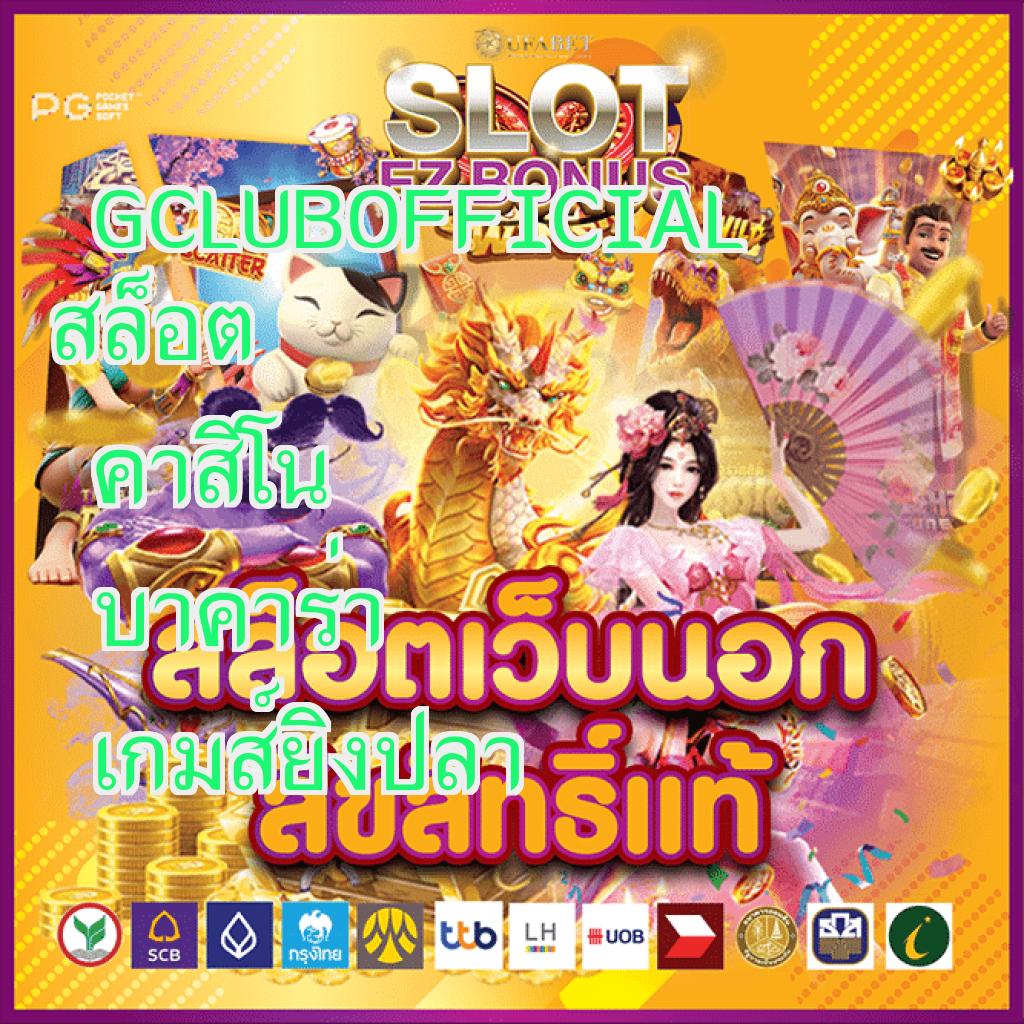 UFABET
PG POCKET GAMES SOFT
SLOT
EZ BONUS
GCLUBOFFICIAL
WILD
SCATTER
สล็อต
คาสิโน
บาคาร่า
สล็อตเว็บนอก
เกมส์ยิงปลา
ลิขสิทธิ์แท้
SCB
กรุงไทย
ttb
LH
UOB